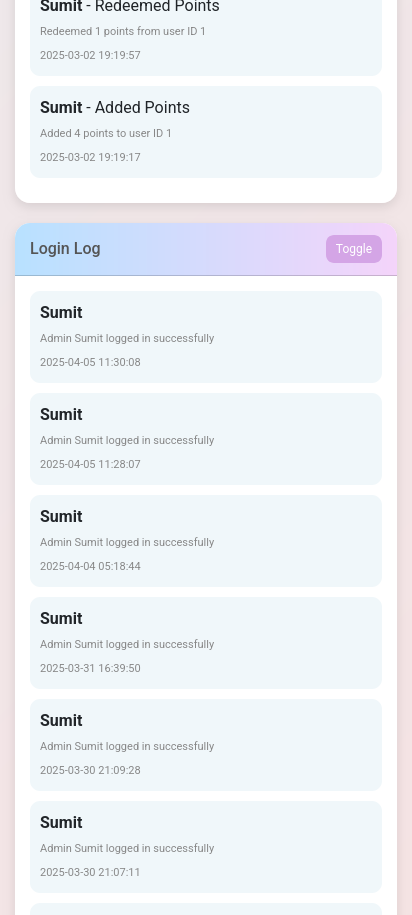 Sumit - Redeemed Points
Redeemed 1 points from user ID 1
2025-03-02 19:19:57
Sumit - Added Points
Added 4 points to user ID 1
2025-03-02 19:19:17
Login Log
Toggle
Sumit
Admin Sumit logged in successfully
2025-04-05 11:30:08
Sumit
Admin Sumit logged in successfully
2025-04-05 11:28:07
Sumit
Admin Sumit logged in successfully
2025-04-04 05:18:44
Sumit
Admin Sumit logged in successfully
2025-03-31 16:39:50
Sumit
Admin Sumit logged in successfully
2025-03-30 21:09:28
Sumit
Admin Sumit logged in successfully
2025-03-30 21:07:11